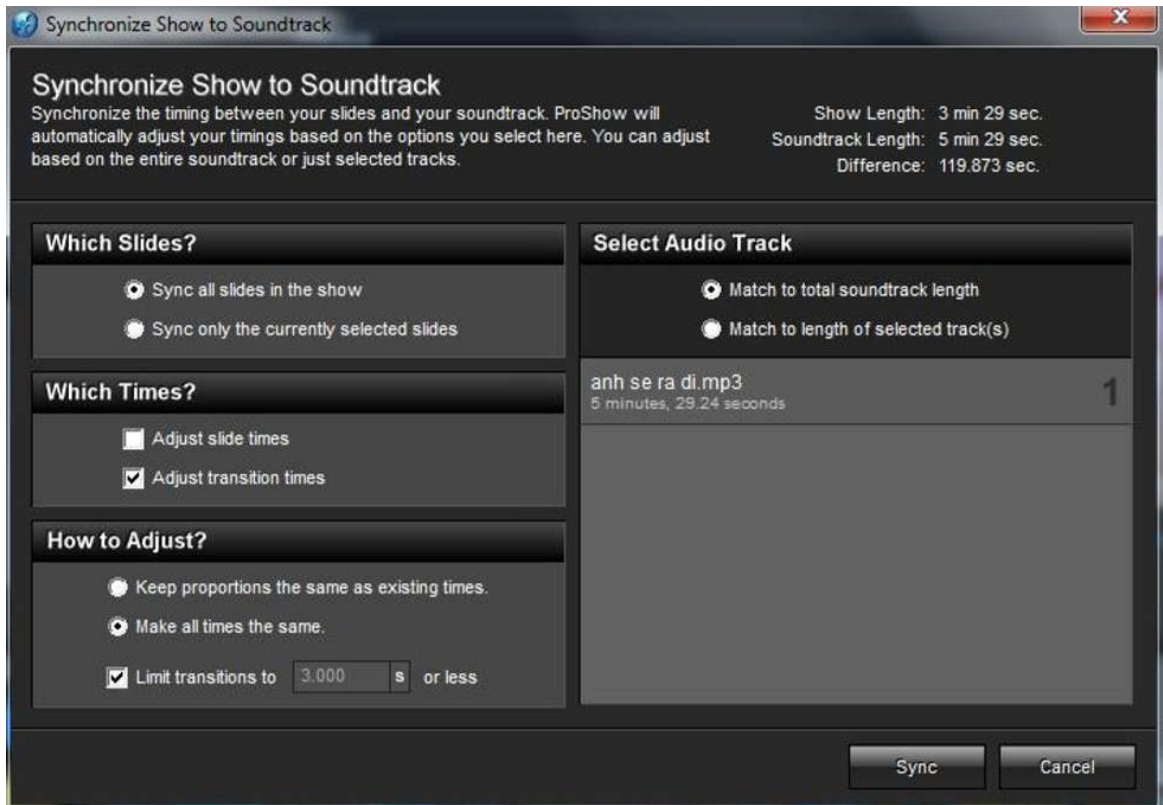 Synchronize Show to Soundtrack
Synchronize Show to Soundtrack
Synchronize the timing between your slides and your soundtrack. ProShow will
automatically adjust your timings based on the options you select here. You can adjust
based on the entire soundtrack or just selected tracks.
Show Length: 3 min 29 sec.
Soundtrack Length: 5 min 29 sec.
Difference: 119.873 sec.
Which Slides?
Sync all slides in the show
Sync only the currently selected slides
Which Times?
Adjust slide times
Adjust transition times
How to Adjust?
Keep proportions the same as existing times.
Make all times the same.
Limit transitions to 3.000 s or less
Select Audio Track
Match to total soundtrack length
Match to length of selected track(s)
anh se ra di.mp3 1
5 minutes, 29.24 seconds
Sync Cancel